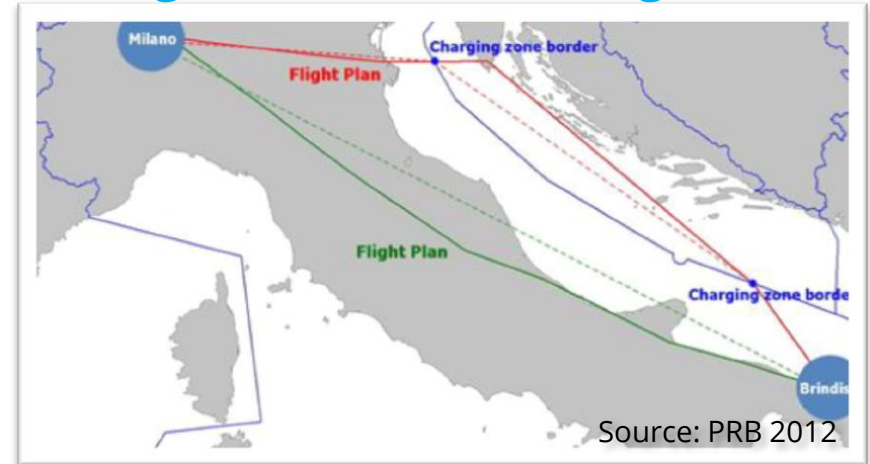 Milano
Charging zone border
Flight Plan
Flight Plan
Charging zone borde
Brindis
Source: PRB 2012